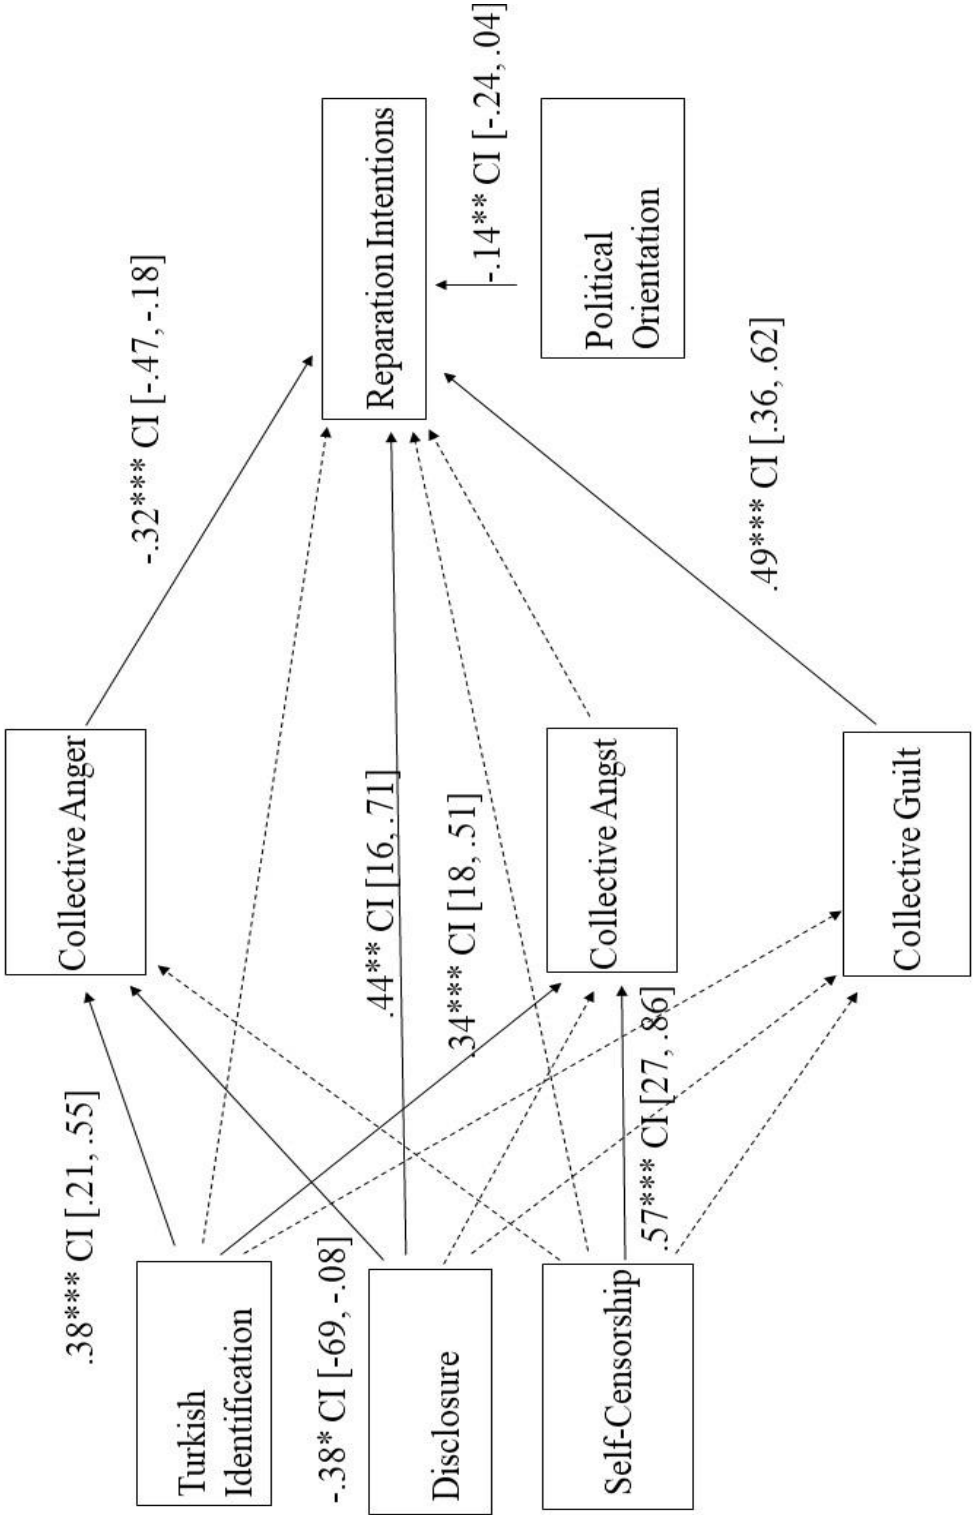 Turkish
Identification
Disclosure
Self-Censorship
.38*** CI [.21, .55]
-.38* CI [-69, -.08]
.57*** CI [27, .86]
Collective Anger
.44** CI [16, .71]
.34*** CI [18, .51]
Collective Angst
Collective Guilt
-.32*** CI [-.47, -.18]
.49*** CI [.36, .62]
Reparation Intentions
-.14** CI [-.24, .04]
Political
Orientation